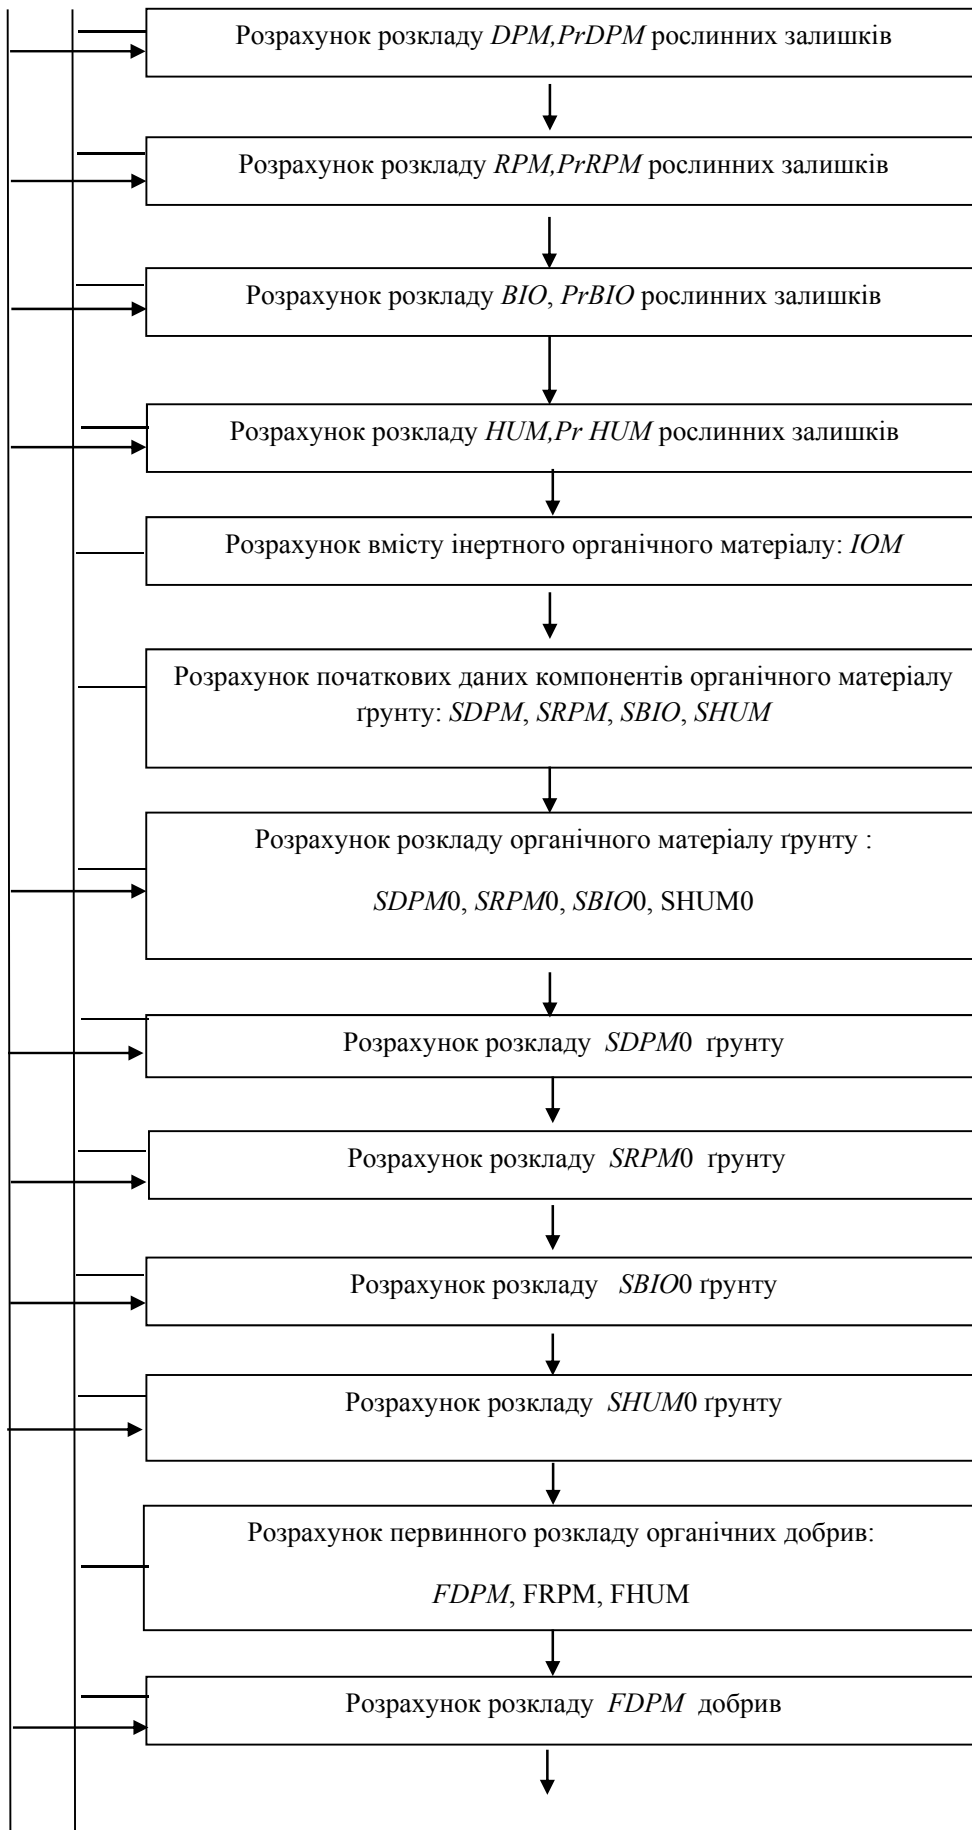 Розрахунок розкладу DPM,PrDPM рослинних залишків
Розрахунок розкладу RPM,PrRPM рослинних залишків
Розрахунок розкладу BIO, PrBIO рослинних залишків
Розрахунок розкладу HUM,Pr HUM рослинних залишків
Розрахунок вмісту інертного органічного матеріалу: IOM
Розрахунок початкових даних компонентів органічного матеріалу
ґрунту: SDPM, SRPM, SBIO, SHUM
Розрахунок розкладу органічного матеріалу ґрунту :
SDPM0, SRPM0, SBIO0, SHUM0
Розрахунок розкладу SDPM0 ґрунту
Розрахунок розкладу SRPM0 ґрунту
Розрахунок розкладу SBIO0 ґрунту
Розрахунок розкладу SHUM0 ґрунту
Розрахунок первинного розкладу органічних добрив:
FDPM, FRPM, FHUM
Розрахунок розкладу FDPM добрив